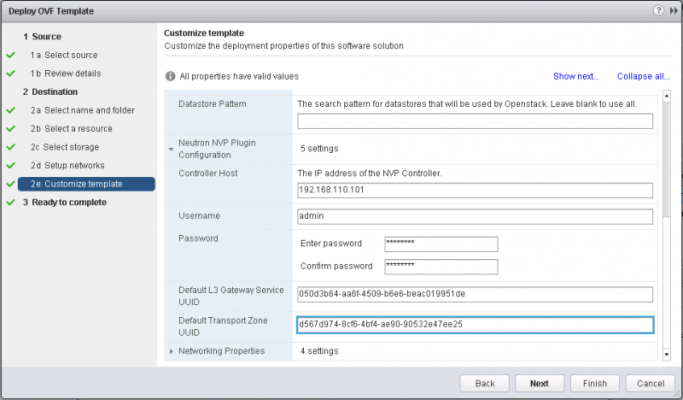 Deploy OVF Template
1 Source
1a Select source
1b Review details
2 Destination
2a Select name and folder
2b Select a resource
2c Select storage
2d Setup networks
2e Customize template
3 Ready to complete
Customize template
Customize the deployment properties of this software solution
All properties have valid values
Show next...
Collapse all...
Datastore Pattern
The search pattern for datastores that will be used by Openstack. Leave blank to use all.
Neutron NVP Plugin
Configuration
5 settings
Controller Host
The IP address of the NVP Controller.
192.168.110.101
Username
admin
Password
Enter password
********
Confirm password
********
Default L3 Gateway Service
UUID
050d3b64-aa6f-4509-b6e6-beac019951de
Default Transport Zone
UUID
d567d974-8cf6-4bf4-ae90-90532e47ee25
Networking Properties
4 settings
Back
Next
Finish
Cancel